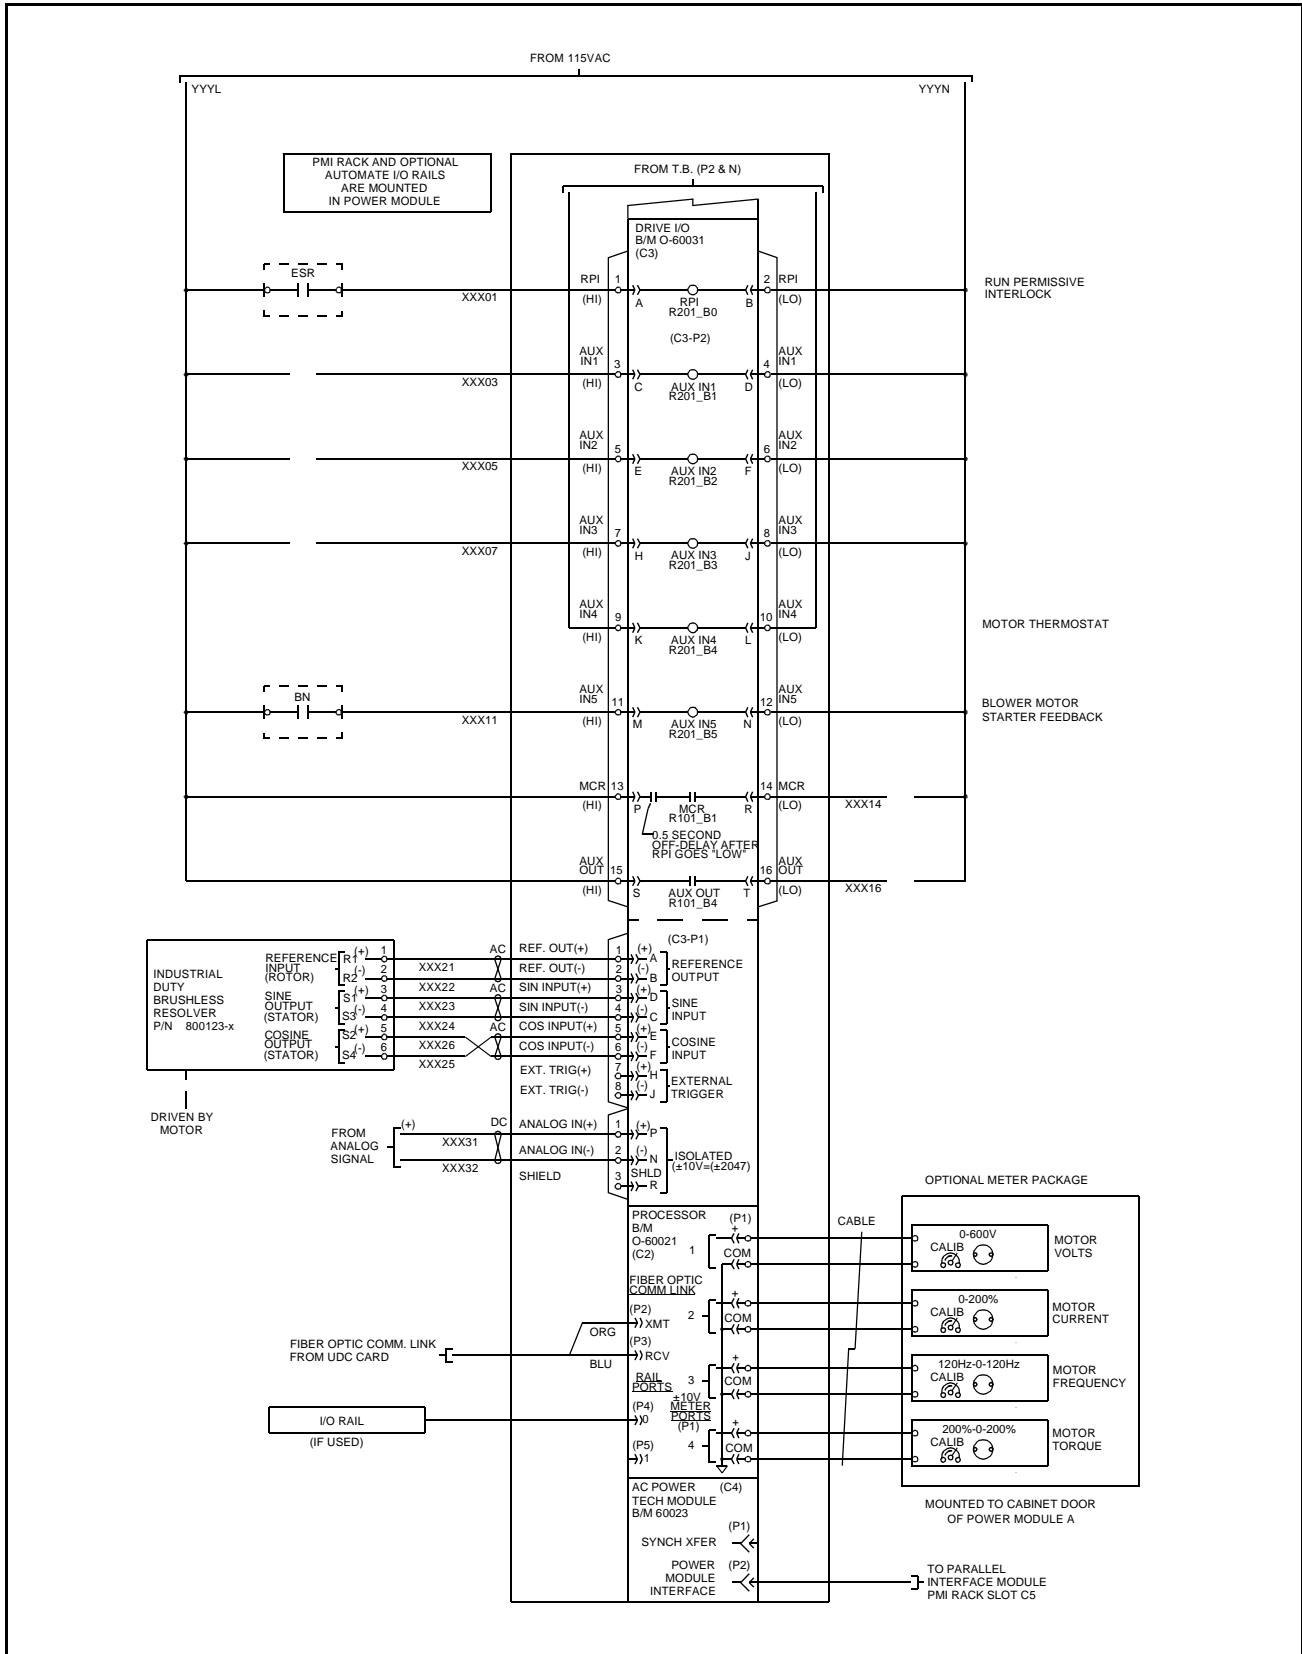 FROM 115VAC
YYYL
YYYN
PMI RACK AND OPTIONAL
AUTOMATE I/O RAILS
ARE MOUNTED
IN POWER MODULE
FROM T.B. (P2 & N)
DRIVE I/O
B/M O-60031
(C3)
ESR
XXX01
RPI
(HI)
1
A
RPI
R201_B0
B
2
RPI
(LO)
RUN PERMISSIVE
INTERLOCK
(C3-P2)
XXX03
AUX
IN1
(HI)
3
C
AUX IN1
R201_B1
D
4
AUX
IN1
(LO)
XXX05
AUX
IN2
(HI)
5
E
AUX IN2
R201_B2
F
6
AUX
IN2
(LO)
XXX07
AUX
IN3
(HI)
7
H
AUX IN3
R201_B3
J
8
AUX
IN3
(LO)
AUX
IN4
(HI)
9
K
AUX IN4
R201_B4
L
10
AUX
IN4
(LO)
MOTOR THERMOSTAT
BN
XXX11
AUX
IN5
(HI)
11
M
AUX IN5
R201_B5
N
12
AUX
IN5
(LO)
BLOWER MOTOR
STARTER FEEDBACK
MCR
(HI)
13
P
MCR
R101_B1
R
14
MCR
(LO)
XXX14
0.5 SECOND
OFF-DELAY AFTER
RPI GOES "LOW"
AUX
OUT
(HI)
15
S
AUX OUT
R101_B4
T
16
AUX
OUT
(LO)
XXX16
(C3-P1)
INDUSTRIAL
DUTY
BRUSHLESS
RESOLVER
P/N 800123-x
REFERENCE
INPUT
(ROTOR)
R1 (+) 1
R2 (-) 2
SINE
OUTPUT
(STATOR)
S1 (+) 3
S3 (-) 4
COSINE
OUTPUT
(STATOR)
S2 (+) 5
S4 (-) 6
XXX21
XXX22
XXX23
XXX24
XXX26
XXX25
AC
AC
AC
REF. OUT(+)
REF. OUT(-)
SIN INPUT(+)
SIN INPUT(-)
COS INPUT(+)
COS INPUT(-)
EXT. TRIG(+)
EXT. TRIG(-)
1 (+) A
2 (-) B
REFERENCE
OUTPUT
3 (+) D
4 (-) C
SINE
INPUT
5 (+) E
6 (-) F
COSINE
INPUT
7 (+) H
8 (-) J
EXTERNAL
TRIGGER
DRIVEN BY
MOTOR
FROM
ANALOG
SIGNAL
(+)
XXX31
XXX32
DC
ANALOG IN(+)
ANALOG IN(-)
SHIELD
1 (+) P
2 (-) N
3 SHLD R
ISOLATED
(±10V=(±2047)
OPTIONAL METER PACKAGE
PROCESSOR
B/M
O-60021
(C2)
(P1)
1
+
COM
CABLE
0-600V
CALIB
MOTOR
VOLTS
FIBER OPTIC
COMM LINK
2
+
COM
0-200%
CALIB
MOTOR
CURRENT
(P2)
XMT
ORG
(P3)
RCV
BLU
FIBER OPTIC COMM. LINK
FROM UDC CARD
RAIL
PORTS
3
+
COM
±10V
120Hz-0-120Hz
CALIB
MOTOR
FREQUENCY
METER
PORTS
(P1)
(P4)
0
I/O RAIL
(IF USED)
(P5)
1
4
+
COM
200%-0-200%
CALIB
MOTOR
TORQUE
MOUNTED TO CABINET DOOR
OF POWER MODULE A
AC POWER
TECH MODULE
B/M 60023
(C4)
(P1)
SYNCH XFER
POWER
MODULE
INTERFACE
(P2)
TO PARALLEL
INTERFACE MODULE
PMI RACK SLOT C5